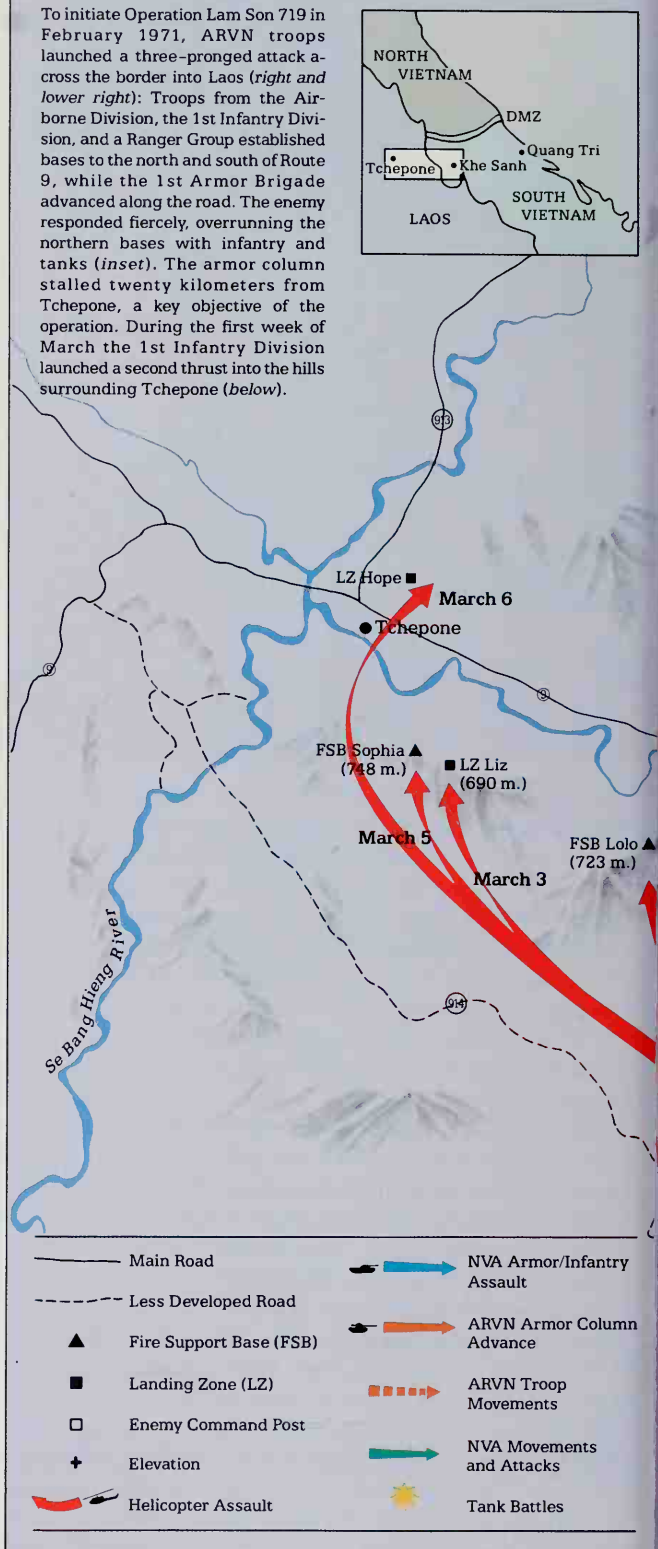 To initiate Operation Lam Son 719 in
February 1971, ARVN troops
launched a three-pronged attack a-
cross the border into Laos (right and
lower right): Troops from the Air-
borne Division, the 1st Infantry Divi-
sion, and a Ranger Group established
bases to the north and south of Route
9, while the 1st Armor Brigade
advanced along the road. The enemy
responded fiercely, overrunning the
northern bases with infantry and
tanks (inset). The armor column
stalled twenty kilometers from
Tchepone, a key objective of the
operation. During the first week of
March the 1st Infantry Division
launched a second thrust into the hills
surrounding Tchepone (below).
NORTH
VIETNAM
DMZ
Quang Tri
Tchepone
Khe Sanh
SOUTH
VIETNAM
LAOS
913
LZ Hope
March 6
Tchepone
9
9
FSB Sophia
(748 m.)
LZ Liz
(690 m.)
March 5
FSB Lolo
(723 m.)
March 3
914
Se Bang Hieng River
Main Road
Less Developed Road
Fire Support Base (FSB)
Landing Zone (LZ)
Enemy Command Post
Elevation
Helicopter Assault
NVA Armor/Infantry
Assault
ARVN Armor Column
Advance
ARVN Troop
Movements
NVA Movements
and Attacks
Tank Battles